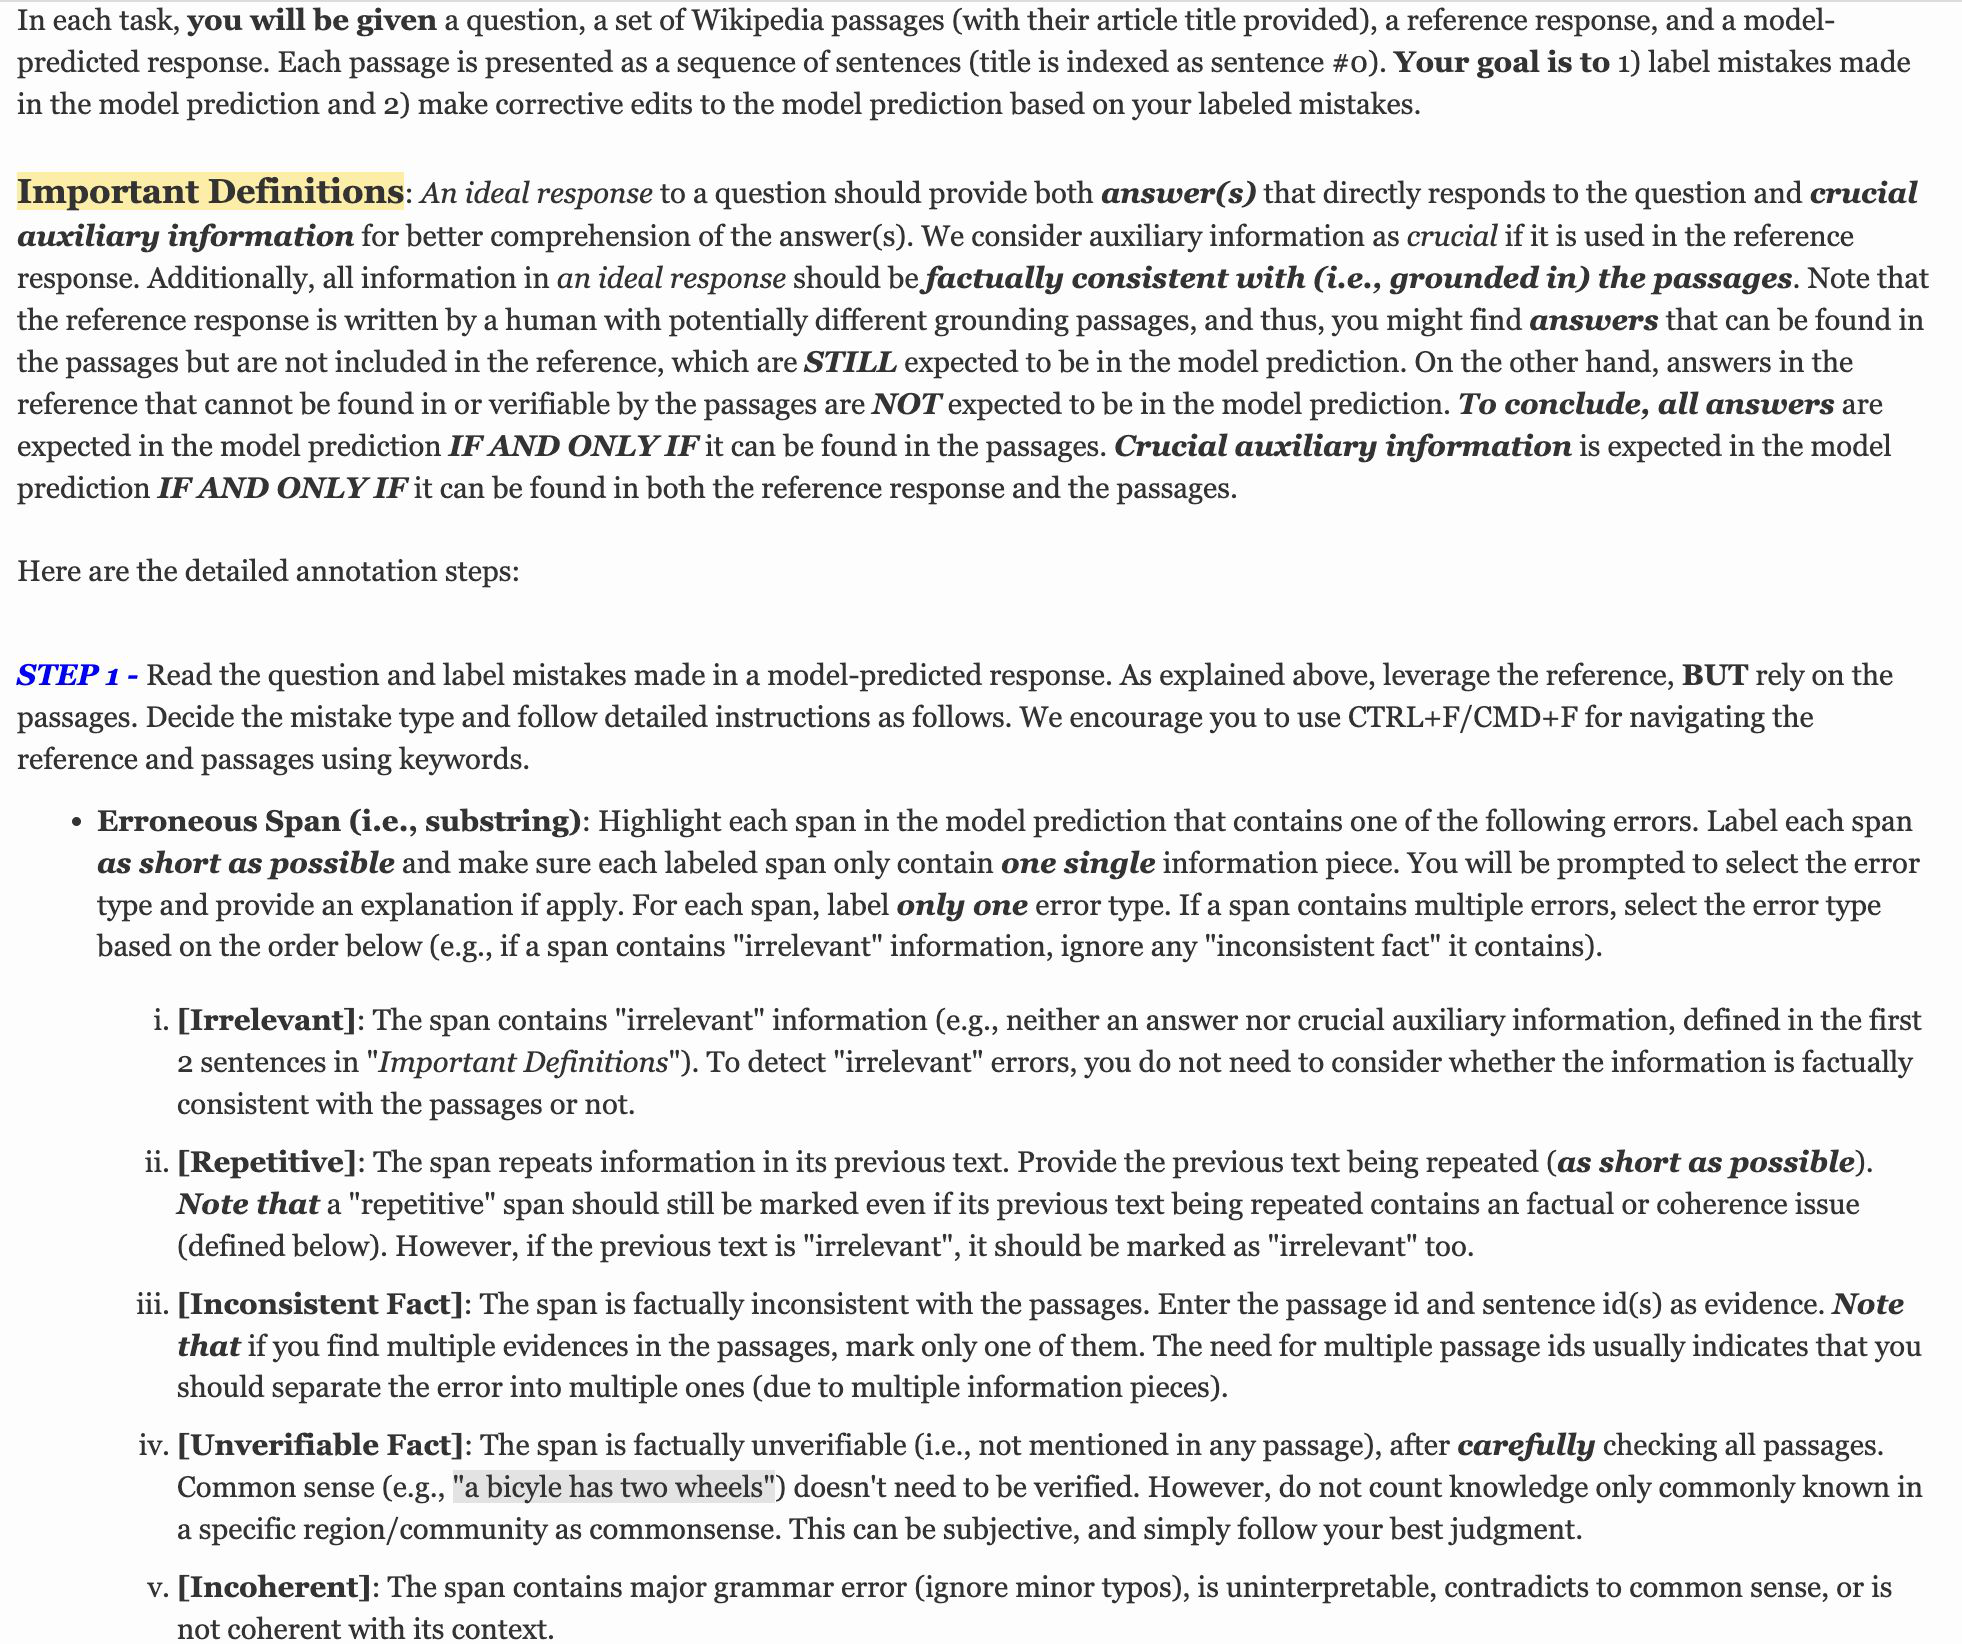 In each task, you will be given a question, a set of Wikipedia passages (with their article title provided), a reference response, and a model-
predicted response. Each passage is presented as a sequence of sentences (title is indexed as sentence #0). Your goal is to 1) label mistakes made
in the model prediction and 2) make corrective edits to the model prediction based on your labeled mistakes.
Important Definitions: An ideal response to a question should provide both answer(s) that directly responds to the question and crucial
auxiliary information for better comprehension of the answer(s). We consider auxiliary information as crucial if it is used in the reference
response. Additionally, all information in an ideal response should be factually consistent with (i.e., grounded in) the passages. Note that
the reference response is written by a human with potentially different grounding passages, and thus, you might find answers that can be found in
the passages but are not included in the reference, which are STILL expected to be in the model prediction. On the other hand, answers in the
reference that cannot be found in or verifiable by the passages are NOT expected to be in the model prediction. To conclude, all answers are
expected in the model prediction IF AND ONLY IF it can be found in the passages. Crucial auxiliary information is expected in the model
prediction IF AND ONLY IF it can be found in both the reference response and the passages.
Here are the detailed annotation steps:
STEP 1 - Read the question and label mistakes made in a model-predicted response. As explained above, leverage the reference, BUT rely on the
passages. Decide the mistake type and follow detailed instructions as follows. We encourage you to use CTRL+F/CMD+F for navigating the
reference and passages using keywords.
• Erroneous Span (i.e., substring): Highlight each span in the model prediction that contains one of the following errors. Label each span
as short as possible and make sure each labeled span only contain one single information piece. You will be prompted to select the error
type and provide an explanation if apply. For each span, label only one error type. If a span contains multiple errors, select the error type
based on the order below (e.g., if a span contains "irrelevant" information, ignore any "inconsistent fact" it contains).
i. [Irrelevant]: The span contains "irrelevant" information (e.g., neither an answer nor crucial auxiliary information, defined in the first
2 sentences in "Important Definitions"). To detect "irrelevant" errors, you do not need to consider whether the information is factually
consistent with the passages or not.
ii. [Repetitive]: The span repeats information in its previous text. Provide the previous text being repeated (as short as possible).
Note that a "repetitive" span should still be marked even if its previous text being repeated contains an factual or coherence issue
(defined below). However, if the previous text is "irrelevant", it should be marked as "irrelevant" too.
iii. [Inconsistent Fact]: The span is factually inconsistent with the passages. Enter the passage id and sentence id(s) as evidence. Note
that if you find multiple evidences in the passages, mark only one of them. The need for multiple passage ids usually indicates that you
should separate the error into multiple ones (due to multiple information pieces).
iv. [Unverifiable Fact]: The span is factually unverifiable (i.e., not mentioned in any passage), after carefully checking all passages.
Common sense (e.g., "a bicyle has two wheels") doesn't need to be verified. However, do not count knowledge only commonly known in
a specific region/community as commonsense. This can be subjective, and simply follow your best judgment.
v. [Incoherent]: The span contains major grammar error (ignore minor typos), is uninterpretable, contradicts to common sense, or is
not coherent with its context.